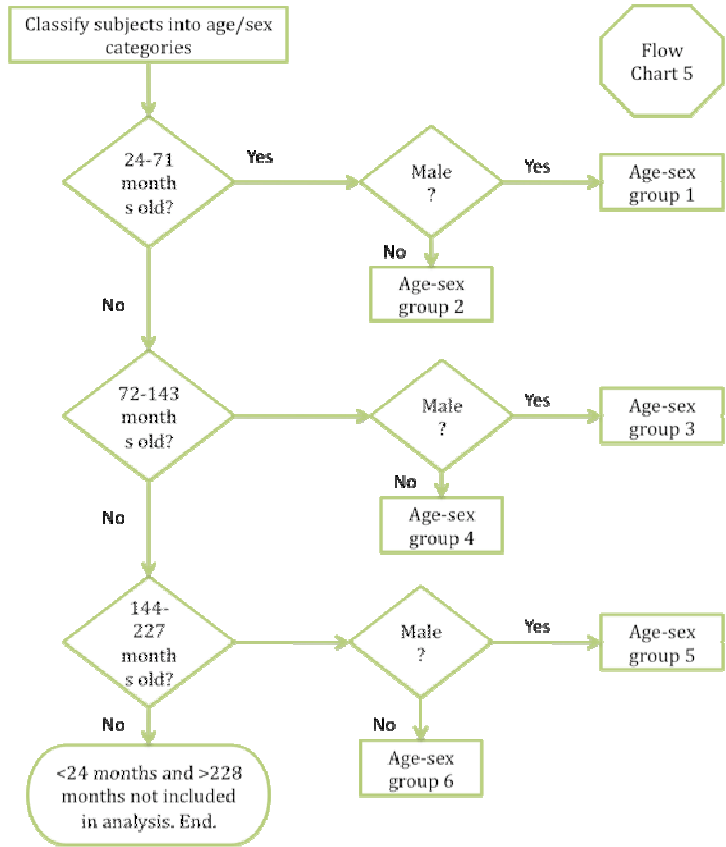 Classify subjects into age/sex
categories
Flow
Chart 5
24-71
month
s old?
Yes
Male
?
Yes
Age-sex
group 1
No
Age-sex
group 2
No
72-143
month
s old?
Male
?
Yes
Age-sex
group 3
No
Age-sex
group 4
No
144-
227
month
s old?
Male
?
Yes
Age-sex
group 5
No
Age-sex
group 6
No
<24 months and >228
months not included
in analysis. End.